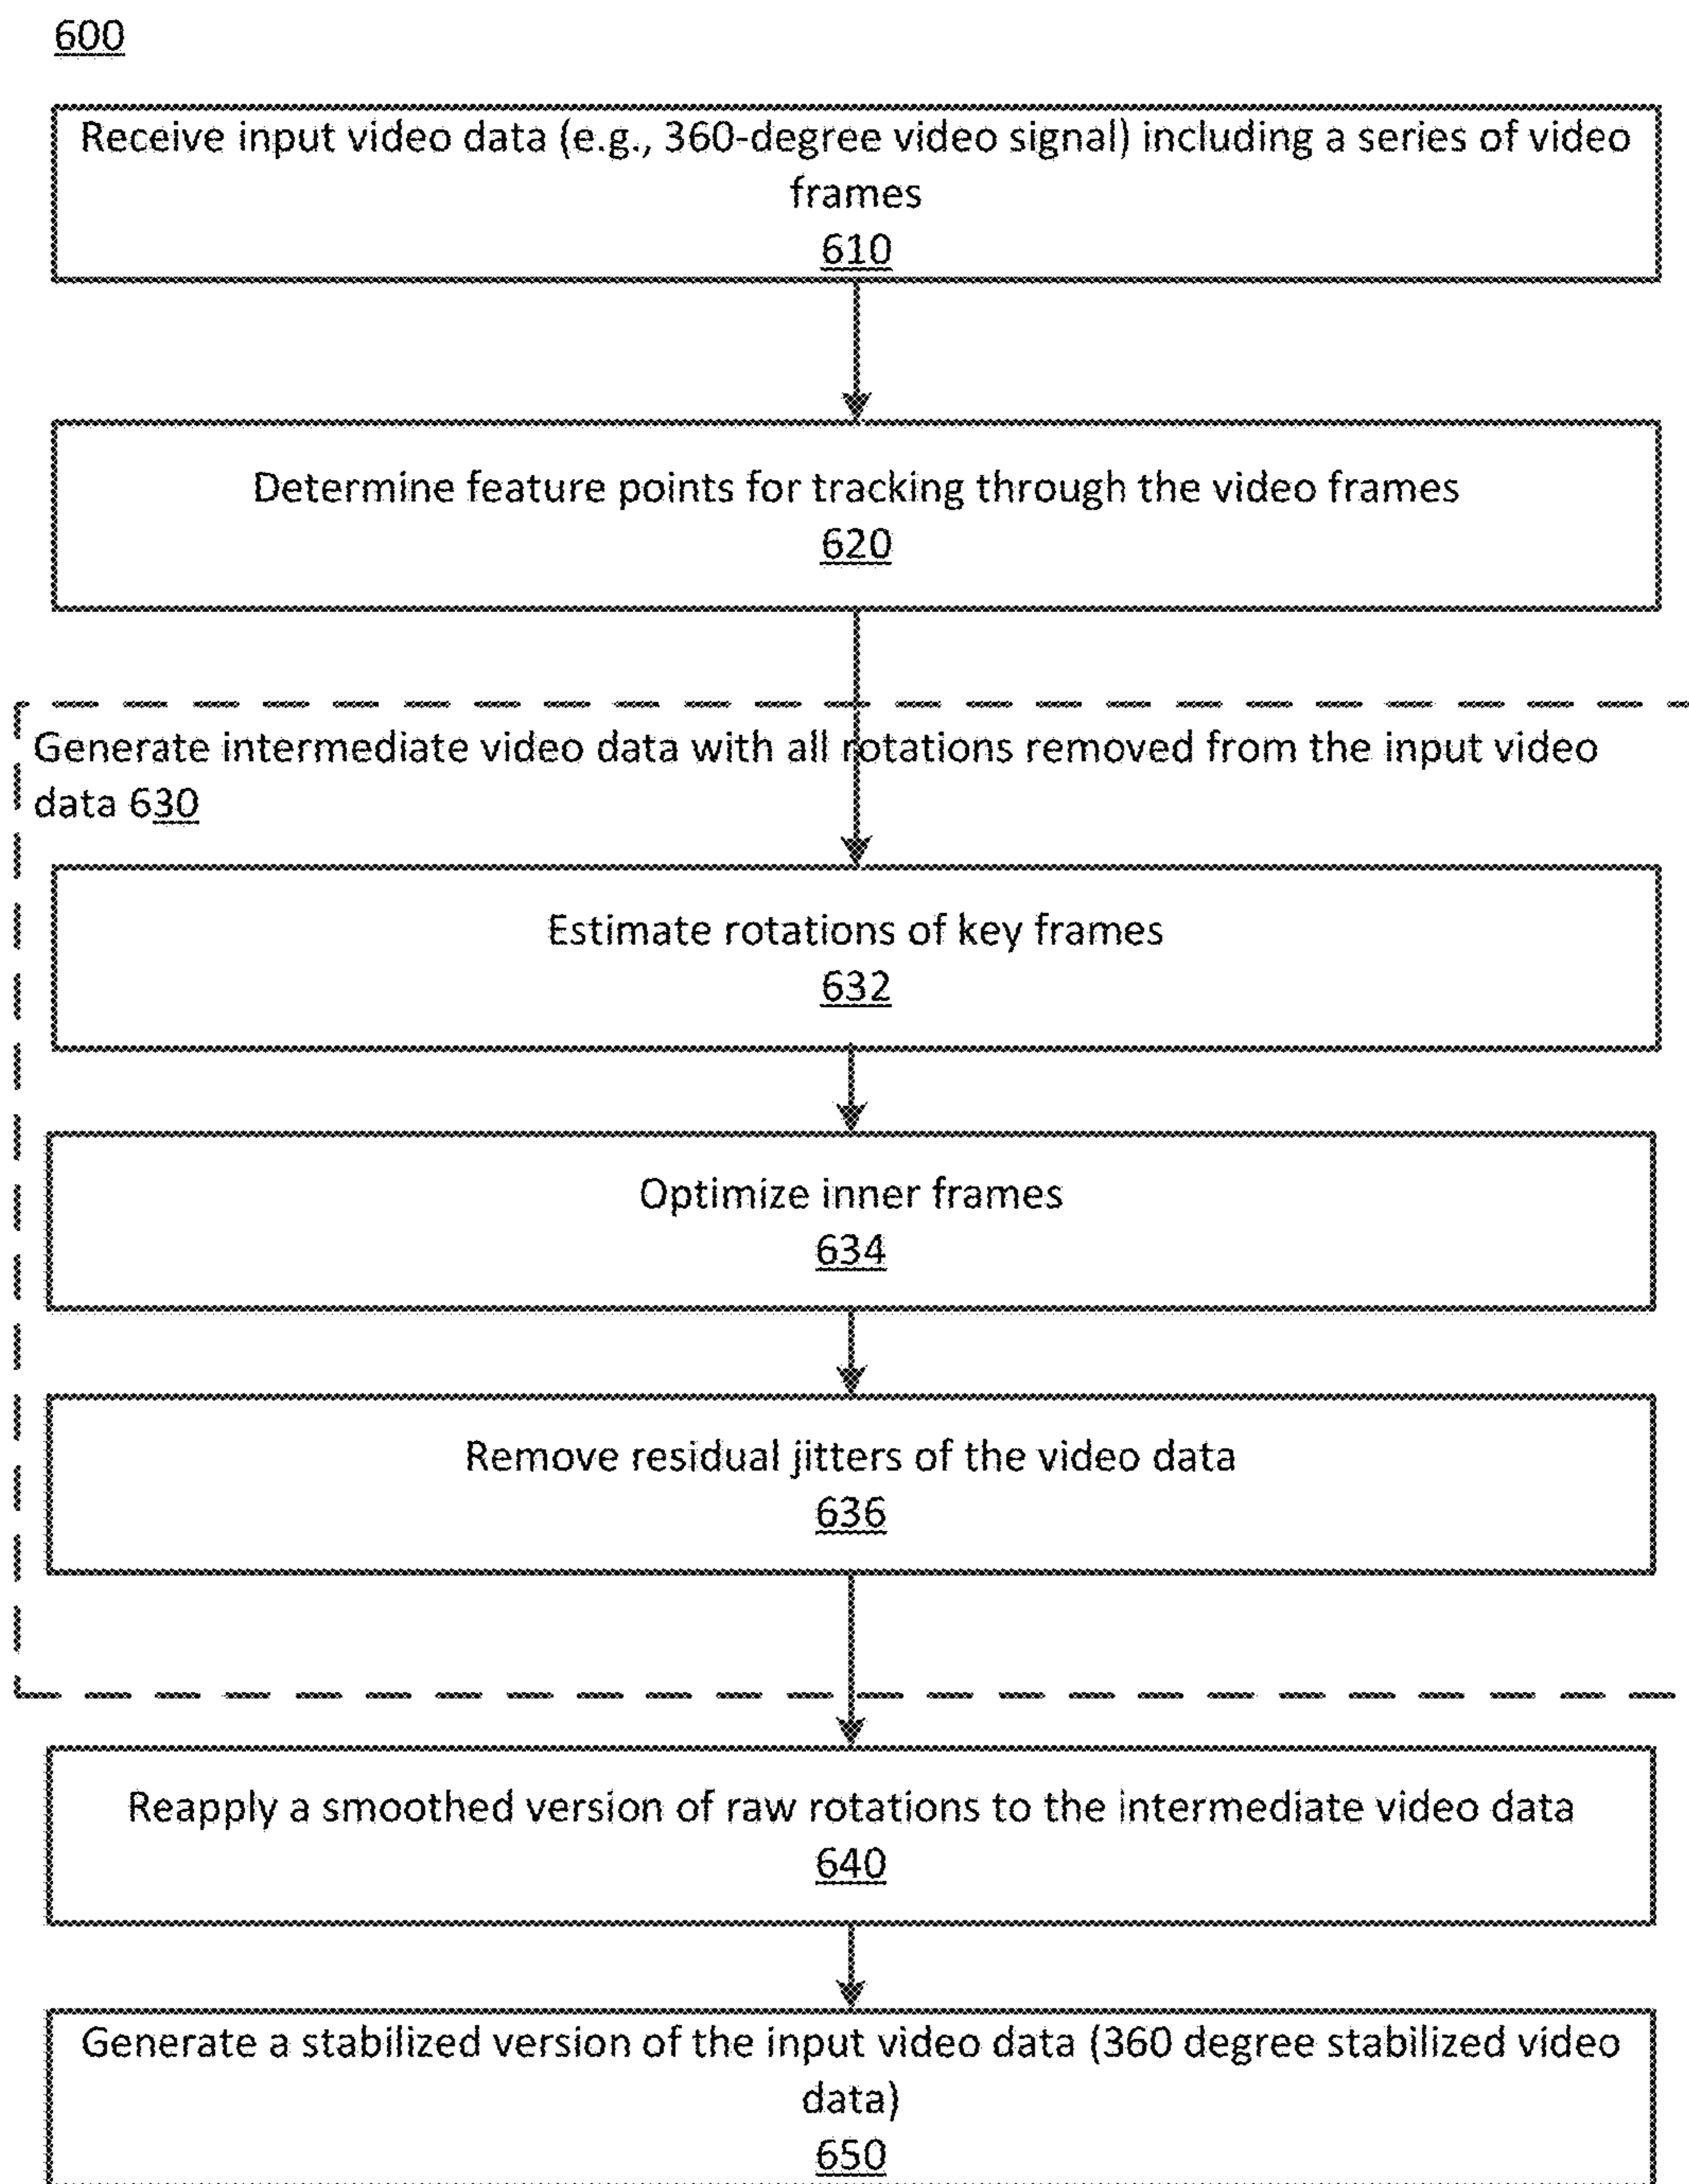 600
Receive input video data (e.g., 360-degree video signal) including a series of video
frames
610
Determine feature points for tracking through the video frames
620
Generate intermediate video data with all rotations removed from the input video
data 630
Estimate rotations of key frames
632
Optimize inner frames
634
Remove residual jitters of the video data
636
Reapply a smoothed version of raw rotations to the intermediate video data
640
Generate a stabilized version of the input video data (360 degree stabilized video
data)
650